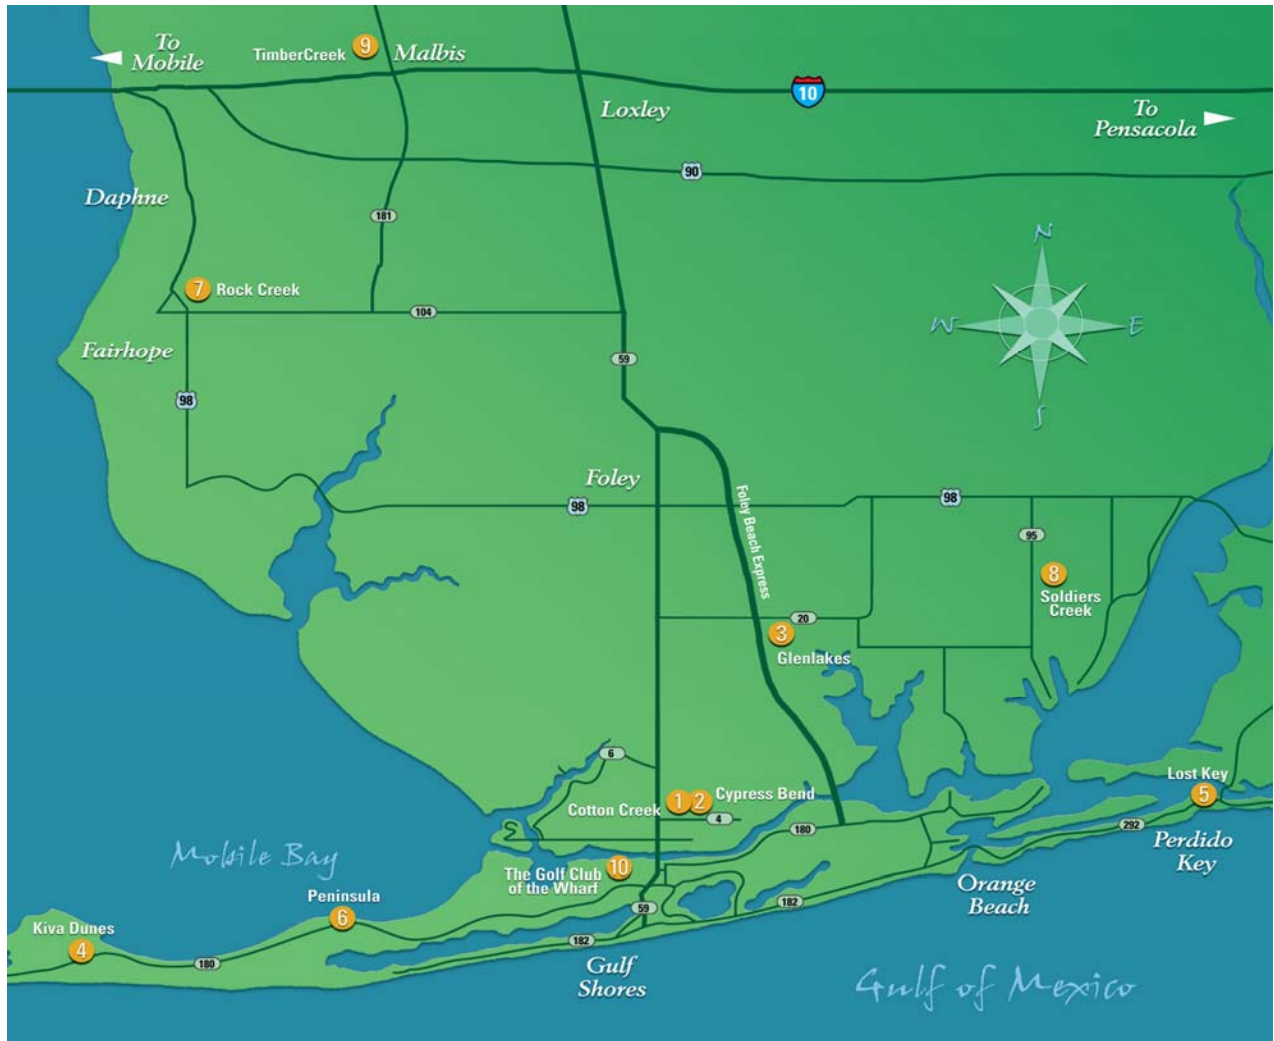 To
Mobile
TimberCreek
9
Malbis
Loxley
10
To
Pensacola
90
Daphne
181
N
7
Rock Creek
104
W
E
Fairhope
59
98
S
Foley
98
98
Foley Beach Express
95
8
Soldiers
Creek
20
3
Glenlakes
6
Lost Key
5
Cotton Creek
1
2
Cypress Bend
4
180
292
Perdido
Key
Mobile Bay
The Golf Club
of the Wharf
10
Orange
Beach
Peninsula
6
59
182
Kiva Dunes
4
180
182
Gulf
Shores
Gulf of Mexico